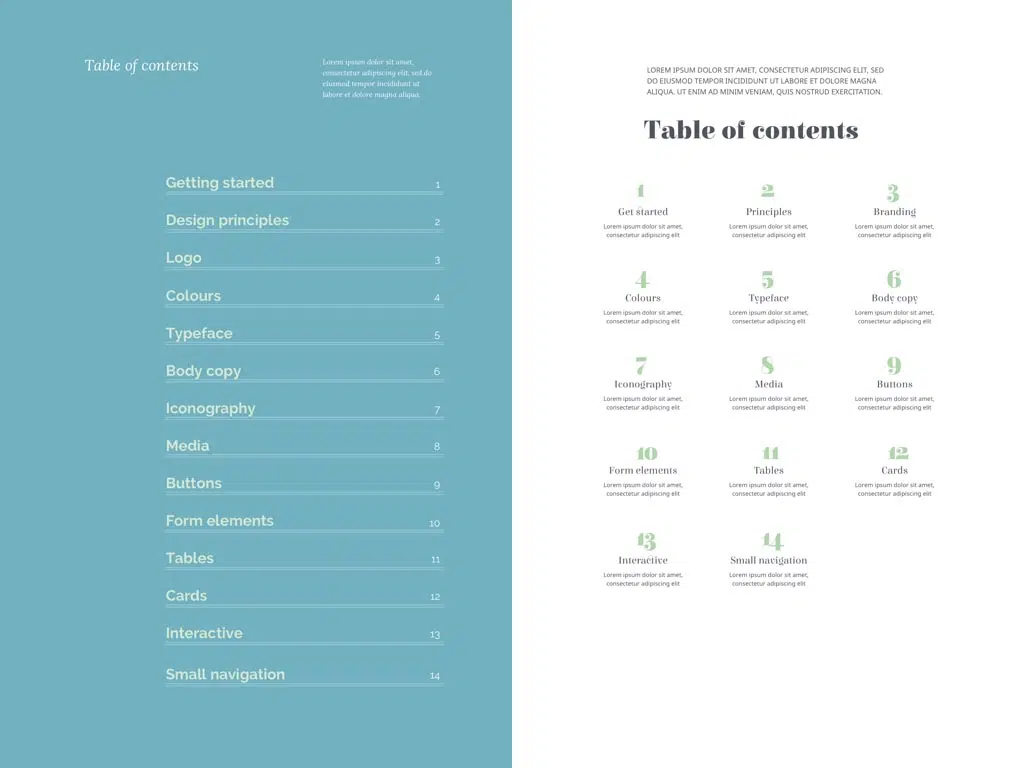 Table of contents
Lorem ipsum dolor sit amet,
consectetur adipiscing elit, sed do
eiusmod tempor incididunt ut
labore et dolore magna aliqua.
Getting started 1
Design principles 2
Logo 3
Colours 4
Typeface 5
Body copy 6
Iconography 7
Media 8
Buttons 9
Form elements 10
Tables 11
Cards 12
Interactive 13
Small navigation 14
LOREM IPSUM DOLOR SIT AMET, CONSECTETUR ADIPISCING ELIT, SED
DO EIUSMOD TEMPOR INCIDIDUNT UT LABORE ET DOLORE MAGNA
ALIQUA. UT ENIM AD MINIM VENIAM, QUIS NOSTRUD EXERCITATION.
Table of contents
1
Get started
Lorem ipsum dolor sit amet,
consectetur adipiscing elit
2
Principles
Lorem ipsum dolor sit amet,
consectetur adipiscing elit
3
Branding
Lorem ipsum dolor sit amet,
consectetur adipiscing elit
4
Colours
Lorem ipsum dolor sit amet,
consectetur adipiscing elit
5
Typeface
Lorem ipsum dolor sit amet,
consectetur adipiscing elit
6
Body copy
Lorem ipsum dolor sit amet,
consectetur adipiscing elit
7
Iconography
Lorem ipsum dolor sit amet,
consectetur adipiscing elit
8
Media
Lorem ipsum dolor sit amet,
consectetur adipiscing elit
9
Buttons
Lorem ipsum dolor sit amet,
consectetur adipiscing elit
10
Form elements
Lorem ipsum dolor sit amet,
consectetur adipiscing elit
11
Tables
Lorem ipsum dolor sit amet,
consectetur adipiscing elit
12
Cards
Lorem ipsum dolor sit amet,
consectetur adipiscing elit
13
Interactive
Lorem ipsum dolor sit amet,
consectetur adipiscing elit
14
Small navigation
Lorem ipsum dolor sit amet,
consectetur adipiscing elit